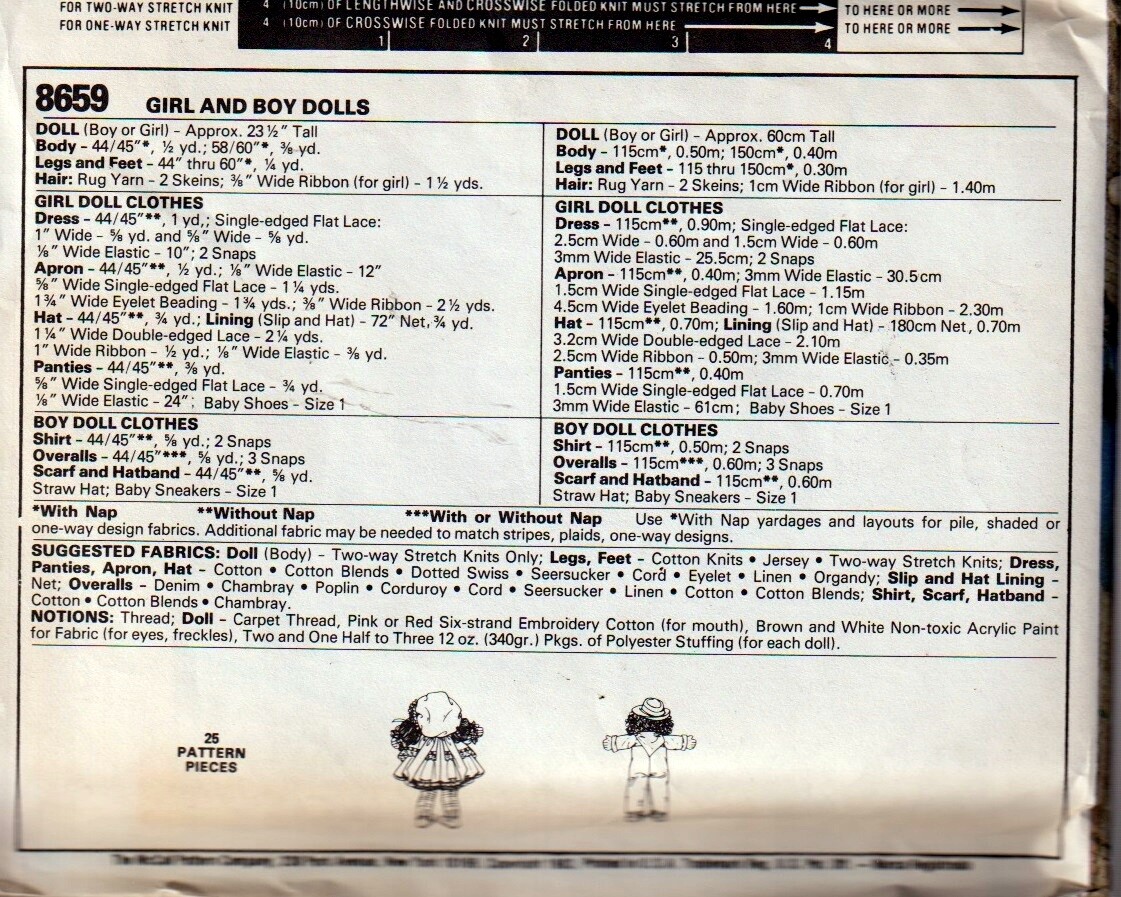 FOR TWO-WAY STRETCH KNIT 4 (10cm) OF LENGTHWISE AND CROSSWISE FOLDED KNIT MUST STRETCH FROM HERE TO HERE OR MORE
FOR ONE-WAY STRETCH KNIT 4 (10cm) OF CROSSWISE FOLDED KNIT MUST STRETCH FROM HERE TO HERE OR MORE
1 2 3 4
8659 GIRL AND BOY DOLLS
DOLL (Boy or Girl) – Approx. 23 ½" Tall
Body – 44/45"*, ½ yd.; 58/60"*, ⅜ yd.
Legs and Feet – 44" thru 60"*, ¼ yd.
Hair: Rug Yarn – 2 Skeins; ⅜" Wide Ribbon (for girl) – 1 ½ yds.
GIRL DOLL CLOTHES
Dress – 44/45"**, 1 yd,; Single-edged Flat Lace:
1" Wide – ⅝ yd. and ⅝" Wide – ⅝ yd.
⅛" Wide Elastic – 10"; 2 Snaps
Apron – 44/45"**, ½ yd.; ⅛" Wide Elastic – 12"
⅝" Wide Single-edged Flat Lace – 1 ¼ yds.
1 ¾" Wide Eyelet Beading – 1 ¾ yds.; ⅜" Wide Ribbon – 2 ½ yds.
Hat – 44/45"**, ¾ yd.; Lining (Slip and Hat) – 72" Net, ¾ yd.
1 ¼" Wide Double-edged Lace – 2 ¼ yds.
1" Wide Ribbon – ½ yd.; ⅛" Wide Elastic – ⅜ yd.
Panties – 44/45"**, ⅜ yd.
⅝" Wide Single-edged Flat Lace – ¾ yd.
⅛" Wide Elastic – 24"; Baby Shoes – Size 1
BOY DOLL CLOTHES
Shirt – 44/45"**, ⅝ yd.; 2 Snaps
Overalls – 44/45"***, ⅝ yd.; 3 Snaps
Scarf and Hatband – 44/45"**, ⅝ yd.
Straw Hat; Baby Sneakers – Size 1
DOLL (Boy or Girl) – Approx. 60cm Tall
Body – 115cm*, 0.50m; 150cm*, 0.40m
Legs and Feet – 115 thru 150cm*, 0.30m
Hair: Rug Yarn – 2 Skeins; 1cm Wide Ribbon (for girl) – 1.40m
GIRL DOLL CLOTHES
Dress – 115cm**, 0.90m; Single-edged Flat Lace:
2.5cm Wide – 0.60m and 1.5cm Wide – 0.60m
3mm Wide Elastic – 25.5cm; 2 Snaps
Apron – 115cm**, 0.40m; 3mm Wide Elastic – 30.5cm
1.5cm Wide Single-edged Flat Lace – 1.15m
4.5cm Wide Eyelet Beading – 1.60m; 1cm Wide Ribbon – 2.30m
Hat – 115cm**, 0.70m; Lining (Slip and Hat) – 180cm Net, 0.70m
3.2cm Wide Double-edged Lace – 2.10m
2.5cm Wide Ribbon – 0.50m; 3mm Wide Elastic – 0.35m
Panties – 115cm**, 0.40m
1.5cm Wide Single-edged Flat Lace – 0.70m
3mm Wide Elastic – 61cm; Baby Shoes – Size 1
BOY DOLL CLOTHES
Shirt – 115cm**, 0.50m; 2 Snaps
Overalls – 115cm***, 0.60m; 3 Snaps
Scarf and Hatband – 115cm**, 0.60m
Straw Hat; Baby Sneakers – Size 1
*With Nap **Without Nap ***With or Without Nap Use *With Nap yardages and layouts for pile, shaded or
one-way design fabrics. Additional fabric may be needed to match stripes, plaids, one-way designs.
SUGGESTED FABRICS: Doll (Body) – Two-way Stretch Knits Only; Legs, Feet – Cotton Knits • Jersey • Two-way Stretch Knits; Dress,
Panties, Apron, Hat – Cotton • Cotton Blends • Dotted Swiss • Seersucker • Cord • Eyelet • Linen • Organdy; Slip and Hat Lining –
Net; Overalls – Denim • Chambray • Poplin • Corduroy • Cord • Seersucker • Linen • Cotton • Cotton Blends; Shirt, Scarf, Hatband –
Cotton • Cotton Blends • Chambray.
NOTIONS: Thread; Doll – Carpet Thread, Pink or Red Six-strand Embroidery Cotton (for mouth), Brown and White Non-toxic Acrylic Paint
for Fabric (for eyes, freckles), Two and One Half to Three 12 oz. (340gr.) Pkgs. of Polyester Stuffing (for each doll).
25
PATTERN
PIECES
The McCall Pattern Company, New York